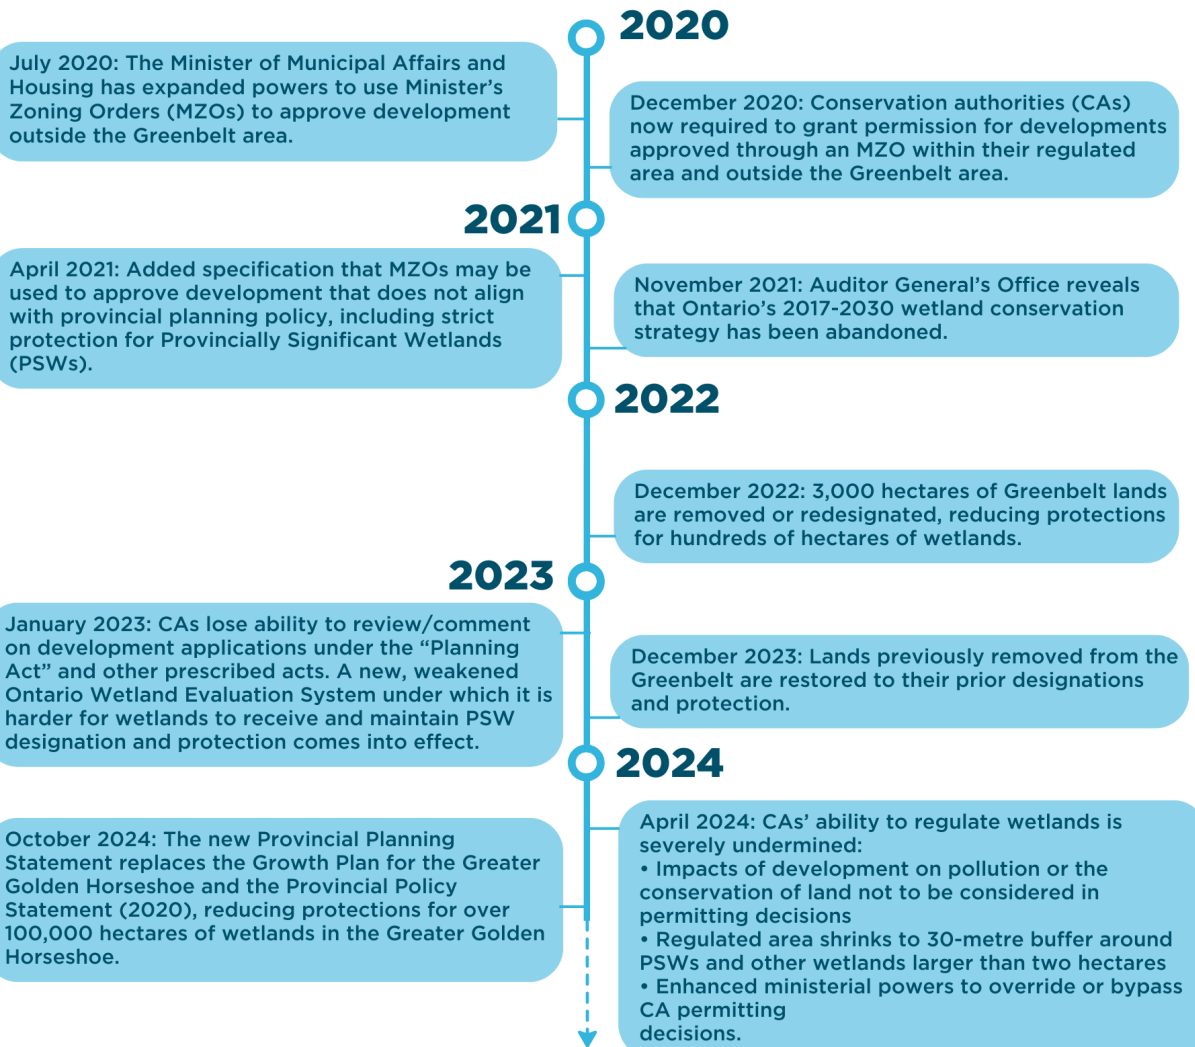 2020
July 2020: The Minister of Municipal Affairs and
Housing has expanded powers to use Minister’s
Zoning Orders (MZOs) to approve development
outside the Greenbelt area.
December 2020: Conservation authorities (CAs)
now required to grant permission for developments
approved through an MZO within their regulated
area and outside the Greenbelt area.
2021
April 2021: Added specification that MZOs may be
used to approve development that does not align
with provincial planning policy, including strict
protection for Provincially Significant Wetlands
(PSWs).
November 2021: Auditor General’s Office reveals
that Ontario’s 2017-2030 wetland conservation
strategy has been abandoned.
2022
December 2022: 3,000 hectares of Greenbelt lands
are removed or redesignated, reducing protections
for hundreds of hectares of wetlands.
2023
January 2023: CAs lose ability to review/comment
on development applications under the “Planning
Act” and other prescribed acts. A new, weakened
Ontario Wetland Evaluation System under which it is
harder for wetlands to receive and maintain PSW
designation and protection comes into effect.
December 2023: Lands previously removed from the
Greenbelt are restored to their prior designations
and protection.
2024
April 2024: CAs’ ability to regulate wetlands is
severely undermined:
• Impacts of development on pollution or the
conservation of land not to be considered in
permitting decisions
• Regulated area shrinks to 30-metre buffer around
PSWs and other wetlands larger than two hectares
• Enhanced ministerial powers to override or bypass
CA permitting
decisions.
October 2024: The new Provincial Planning
Statement replaces the Growth Plan for the Greater
Golden Horseshoe and the Provincial Policy
Statement (2020), reducing protections for over
100,000 hectares of wetlands in the Greater Golden
Horseshoe.